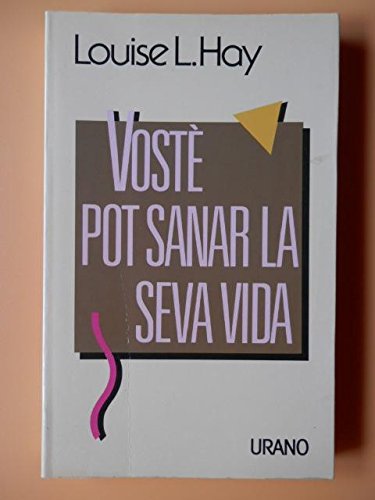 Louise L. Hay
VOSTÈ
POT SANAR LA
SEVA VIDA
URANO